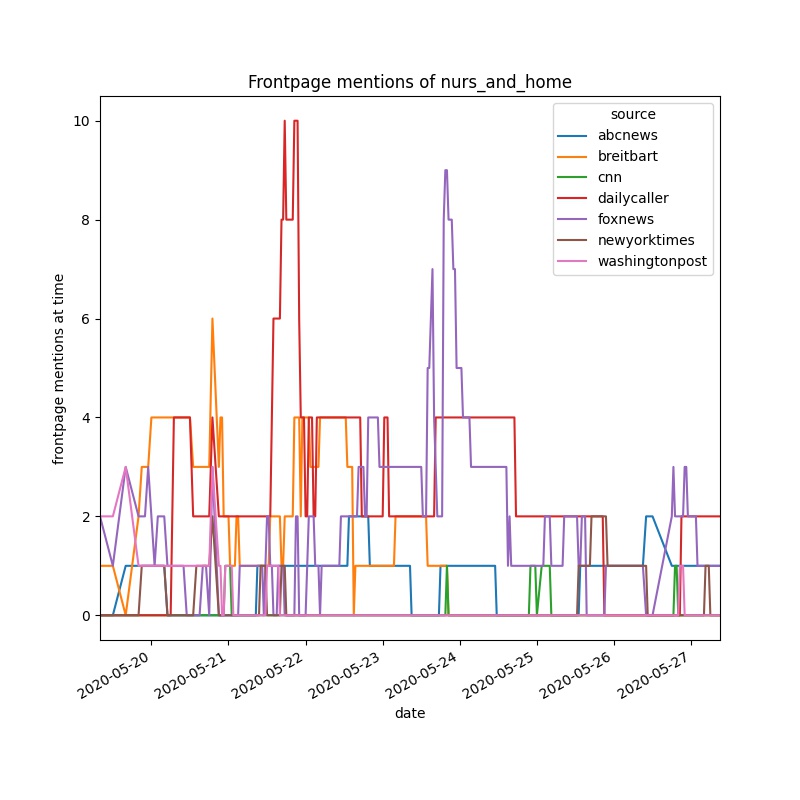 Frontpage mentions of nurs_and_home
source
abcnews
breitbart
cnn
dailycaller
foxnews
newyorktimes
washingtonpost
frontpage mentions at time
10
8
6
4
2
0
2020-05-20
2020-05-21
2020-05-22
2020-05-23
2020-05-24
2020-05-25
2020-05-26
2020-05-27
date